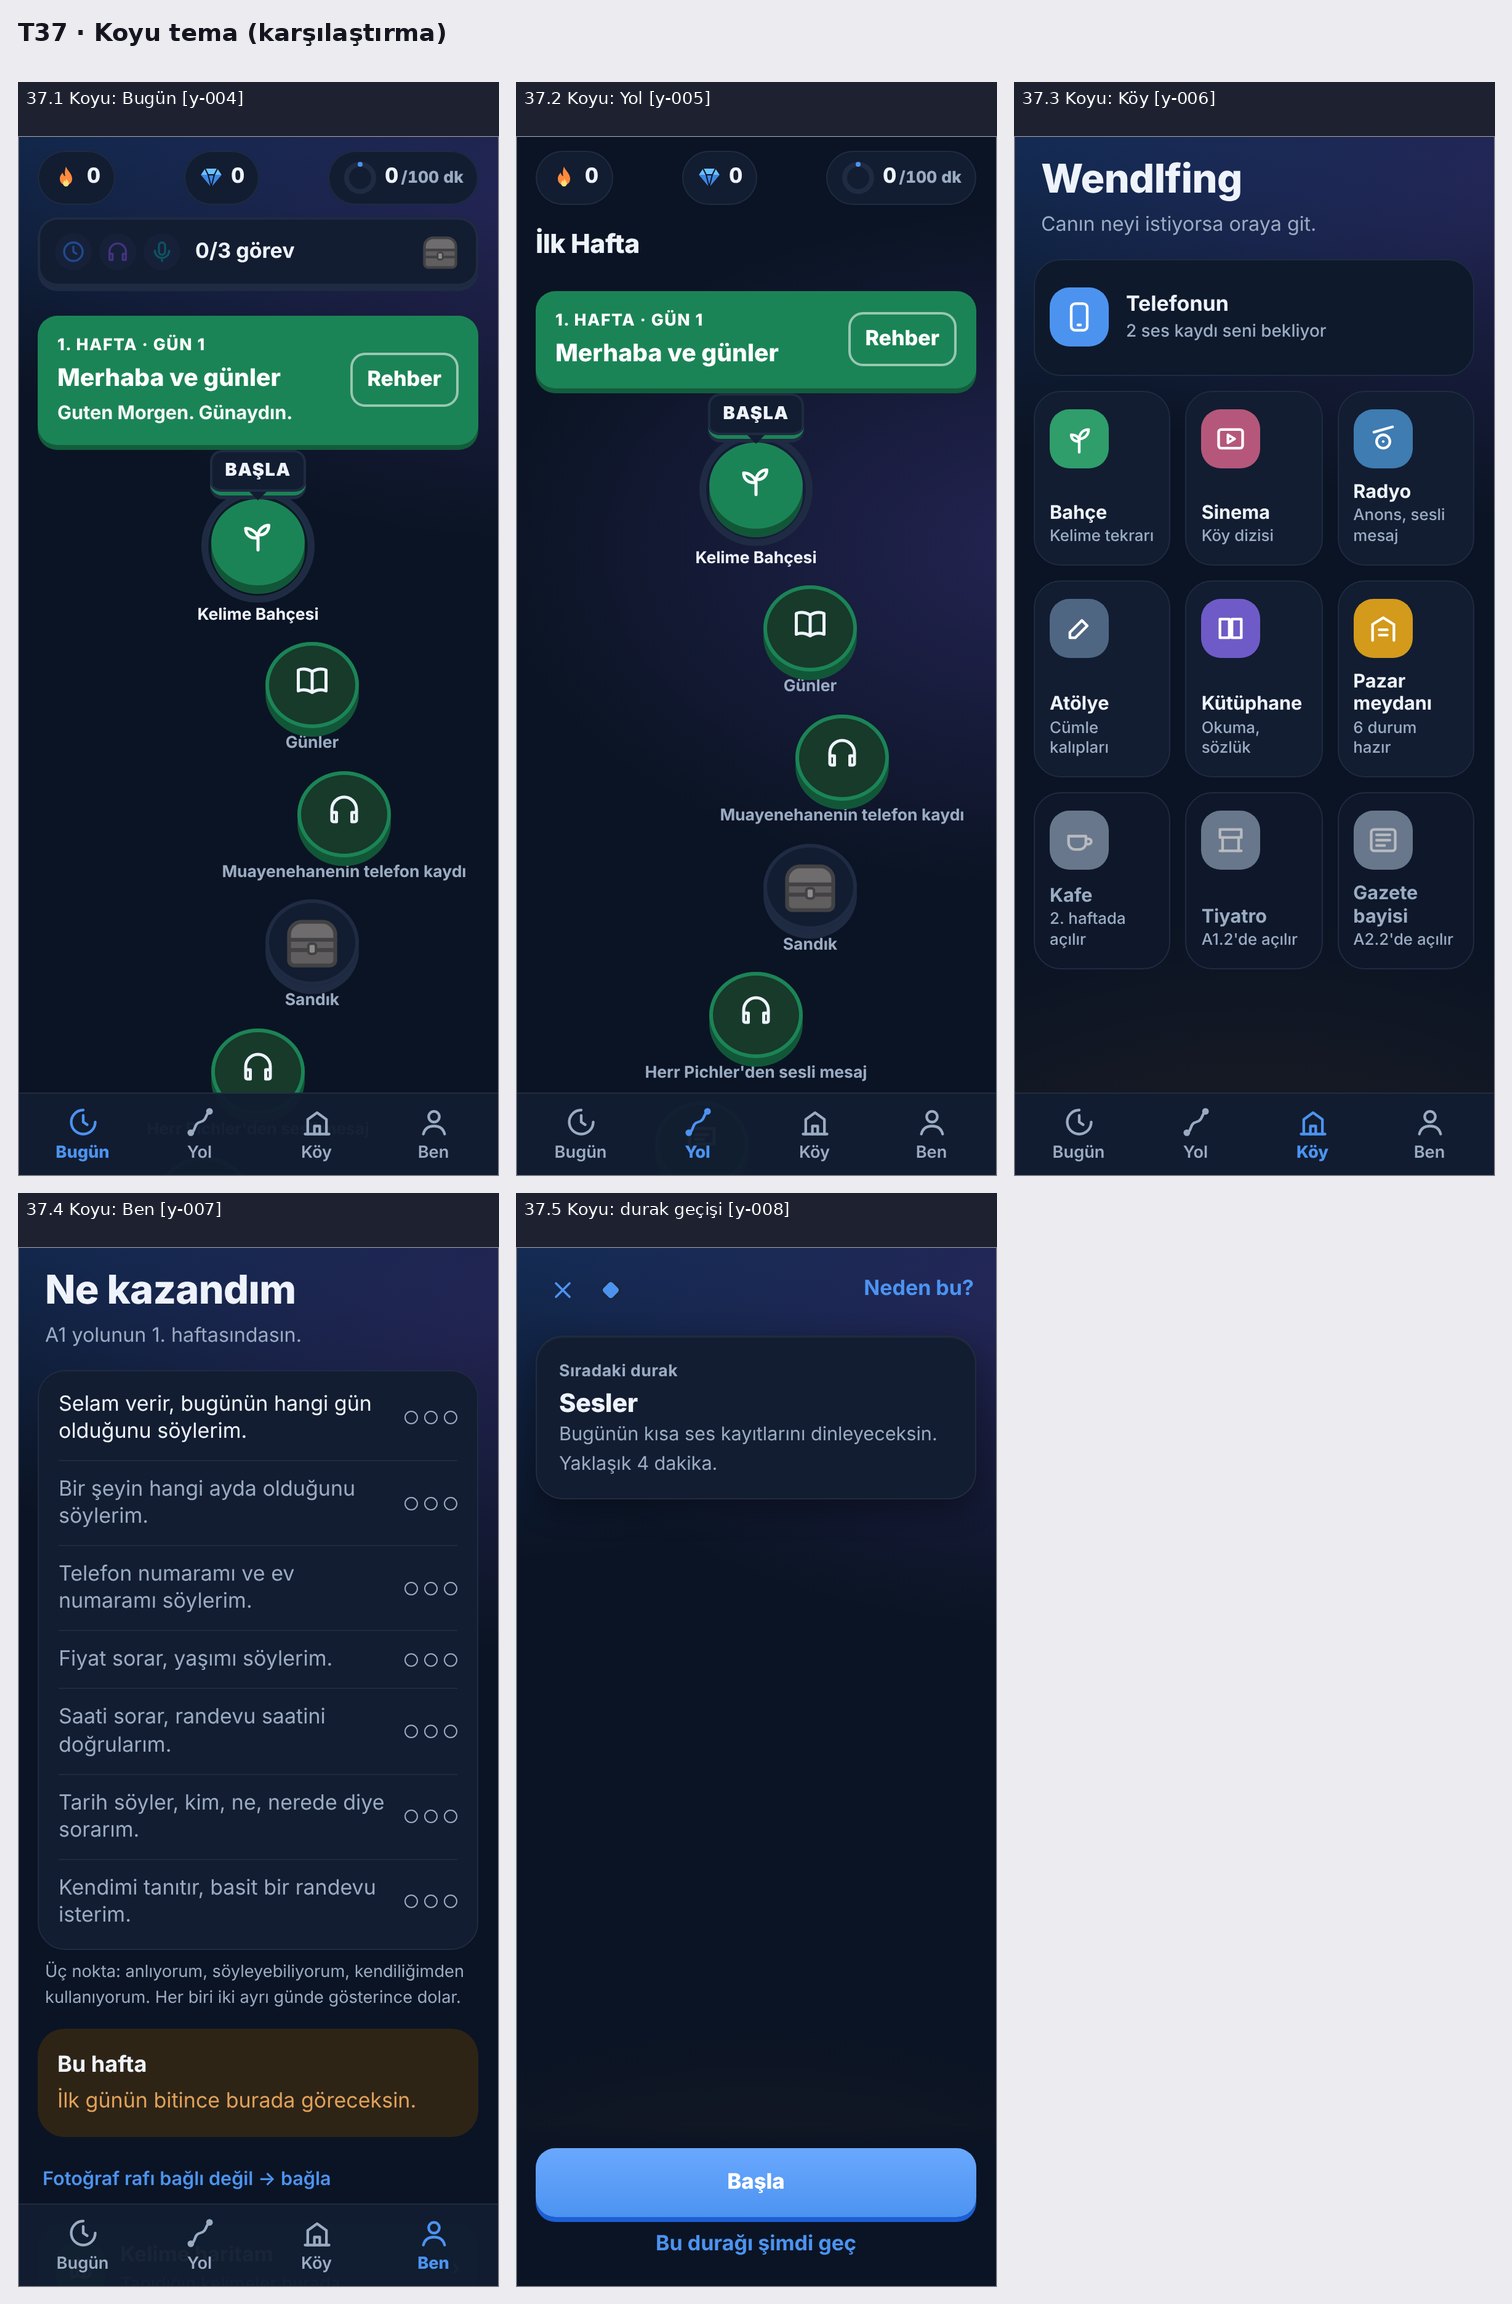 T37 · Koyu tema (karşılaştırma)
37.1 Koyu: Bugün [y-004]
0
0
0/100 dk
0/3 görev
1. HAFTA · GÜN 1
Merhaba ve günler
Guten Morgen. Günaydın.
Rehber
BAŞLA
Kelime Bahçesi
Günler
Muayenehanenin telefon kaydı
Sandık
Herr Pichler'den sesli mesaj
Bugün
Yol
Köy
Ben
37.2 Koyu: Yol [y-005]
0
0
0/100 dk
İlk Hafta
1. HAFTA · GÜN 1
Merhaba ve günler
Rehber
BAŞLA
Kelime Bahçesi
Günler
Muayenehanenin telefon kaydı
Sandık
Herr Pichler'den sesli mesaj
Bugün
Yol
Köy
Ben
37.3 Koyu: Köy [y-006]
Wendlfing
Canın neyi istiyorsa oraya git.
Telefonun
2 ses kaydı seni bekliyor
Bahçe
Kelime tekrarı
Sinema
Köy dizisi
Radyo
Anons, sesli
mesaj
Atölye
Cümle
kalıpları
Kütüphane
Okuma,
sözlük
Pazar
meydanı
6 durum
hazır
Kafe
2. haftada
açılır
Tiyatro
A1.2'de açılır
Gazete
bayisi
A2.2'de açılır
Bugün
Yol
Köy
Ben
37.4 Koyu: Ben [y-007]
Ne kazandım
A1 yolunun 1. haftasındasın.
Selam verir, bugünün hangi gün
olduğunu söylerim.
Bir şeyin hangi ayda olduğunu
söylerim.
Telefon numaramı ve ev
numaramı söylerim.
Fiyat sorar, yaşımı söylerim.
Saati sorar, randevu saatini
doğrularım.
Tarih söyler, kim, ne, nerede diye
sorarım.
Kendimi tanıtır, basit bir randevu
isterim.
Üç nokta: anlıyorum, söyleyebiliyorum, kendiliğimden
kullanıyorum. Her biri iki ayrı günde gösterince dolar.
Bu hafta
İlk günün bitince burada göreceksin.
Fotoğraf rafı bağlı değil → bağla
Kelime haritam
Bugün
Yol
Köy
Ben
37.5 Koyu: durak geçişi [y-008]
Neden bu?
Sıradaki durak
Sesler
Bugünün kısa ses kayıtlarını dinleyeceksin.
Yaklaşık 4 dakika.
Başla
Bu durağı şimdi geç